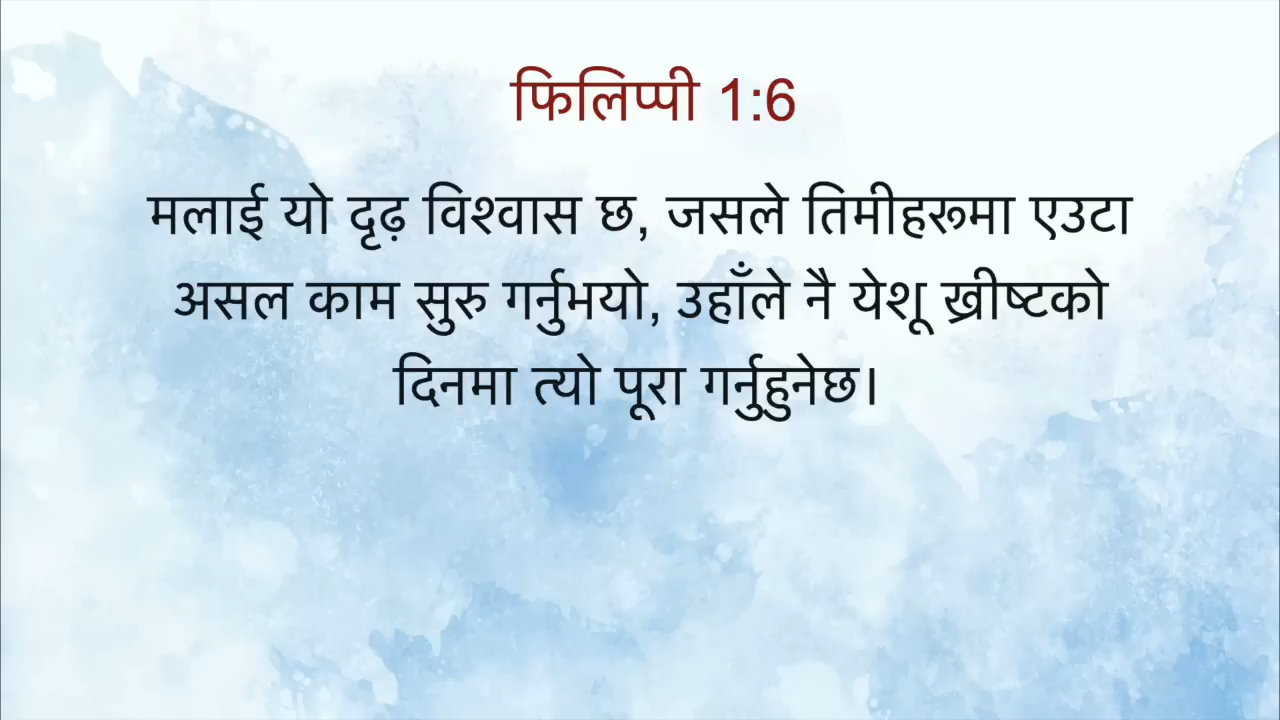 फिलिप्पी 1:6
मलाई यो दृढ़ विश्वास छ, जसले तिमीहरूमा एउटा
असल काम सुरु गर्नुभयो, उहाँले नै येशू ख्रीष्टको
दिनमा त्यो पूरा गर्नुहुनेछ।